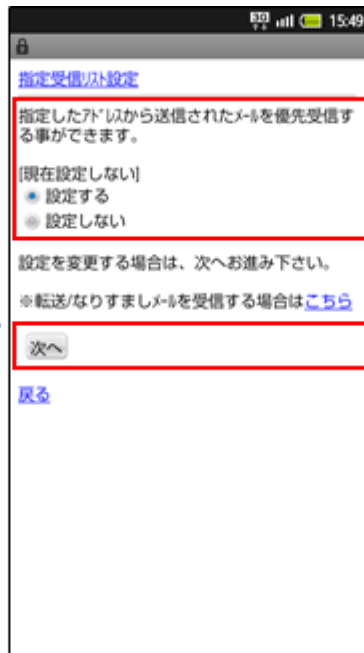 3G 15:49
指定受信ﾘｽﾄ設定
指定したｱﾄﾞﾚｽから送信されたﾒｰﾙを優先受信す
る事ができます。
[現在設定しない]
設定する
設定しない
設定を変更する場合は、次へお進み下さい。
※転送/なりすましﾒｰﾙを受信する場合はこちら
次へ
戻る